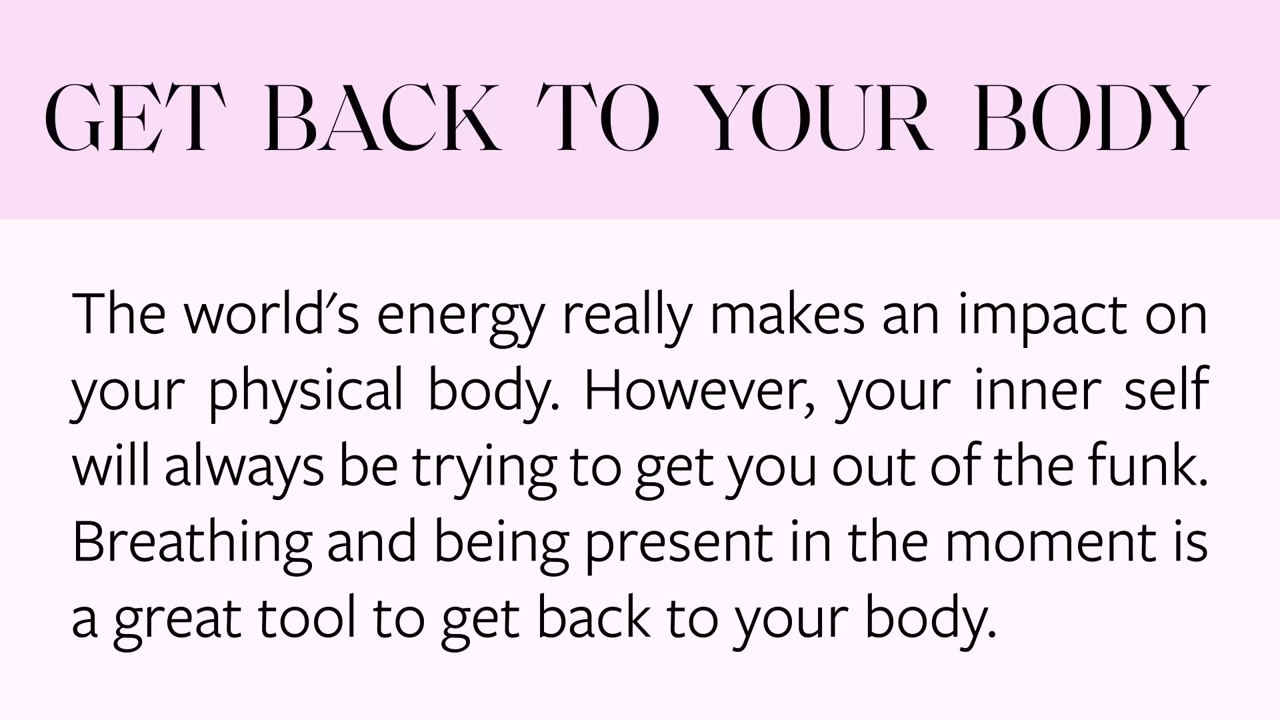 GET BACK TO YOUR BODY
The world's energy really makes an impact on
your physical body. However, your inner self
will always be trying to get you out of the funk.
Breathing and being present in the moment is
a great tool to get back to your body.